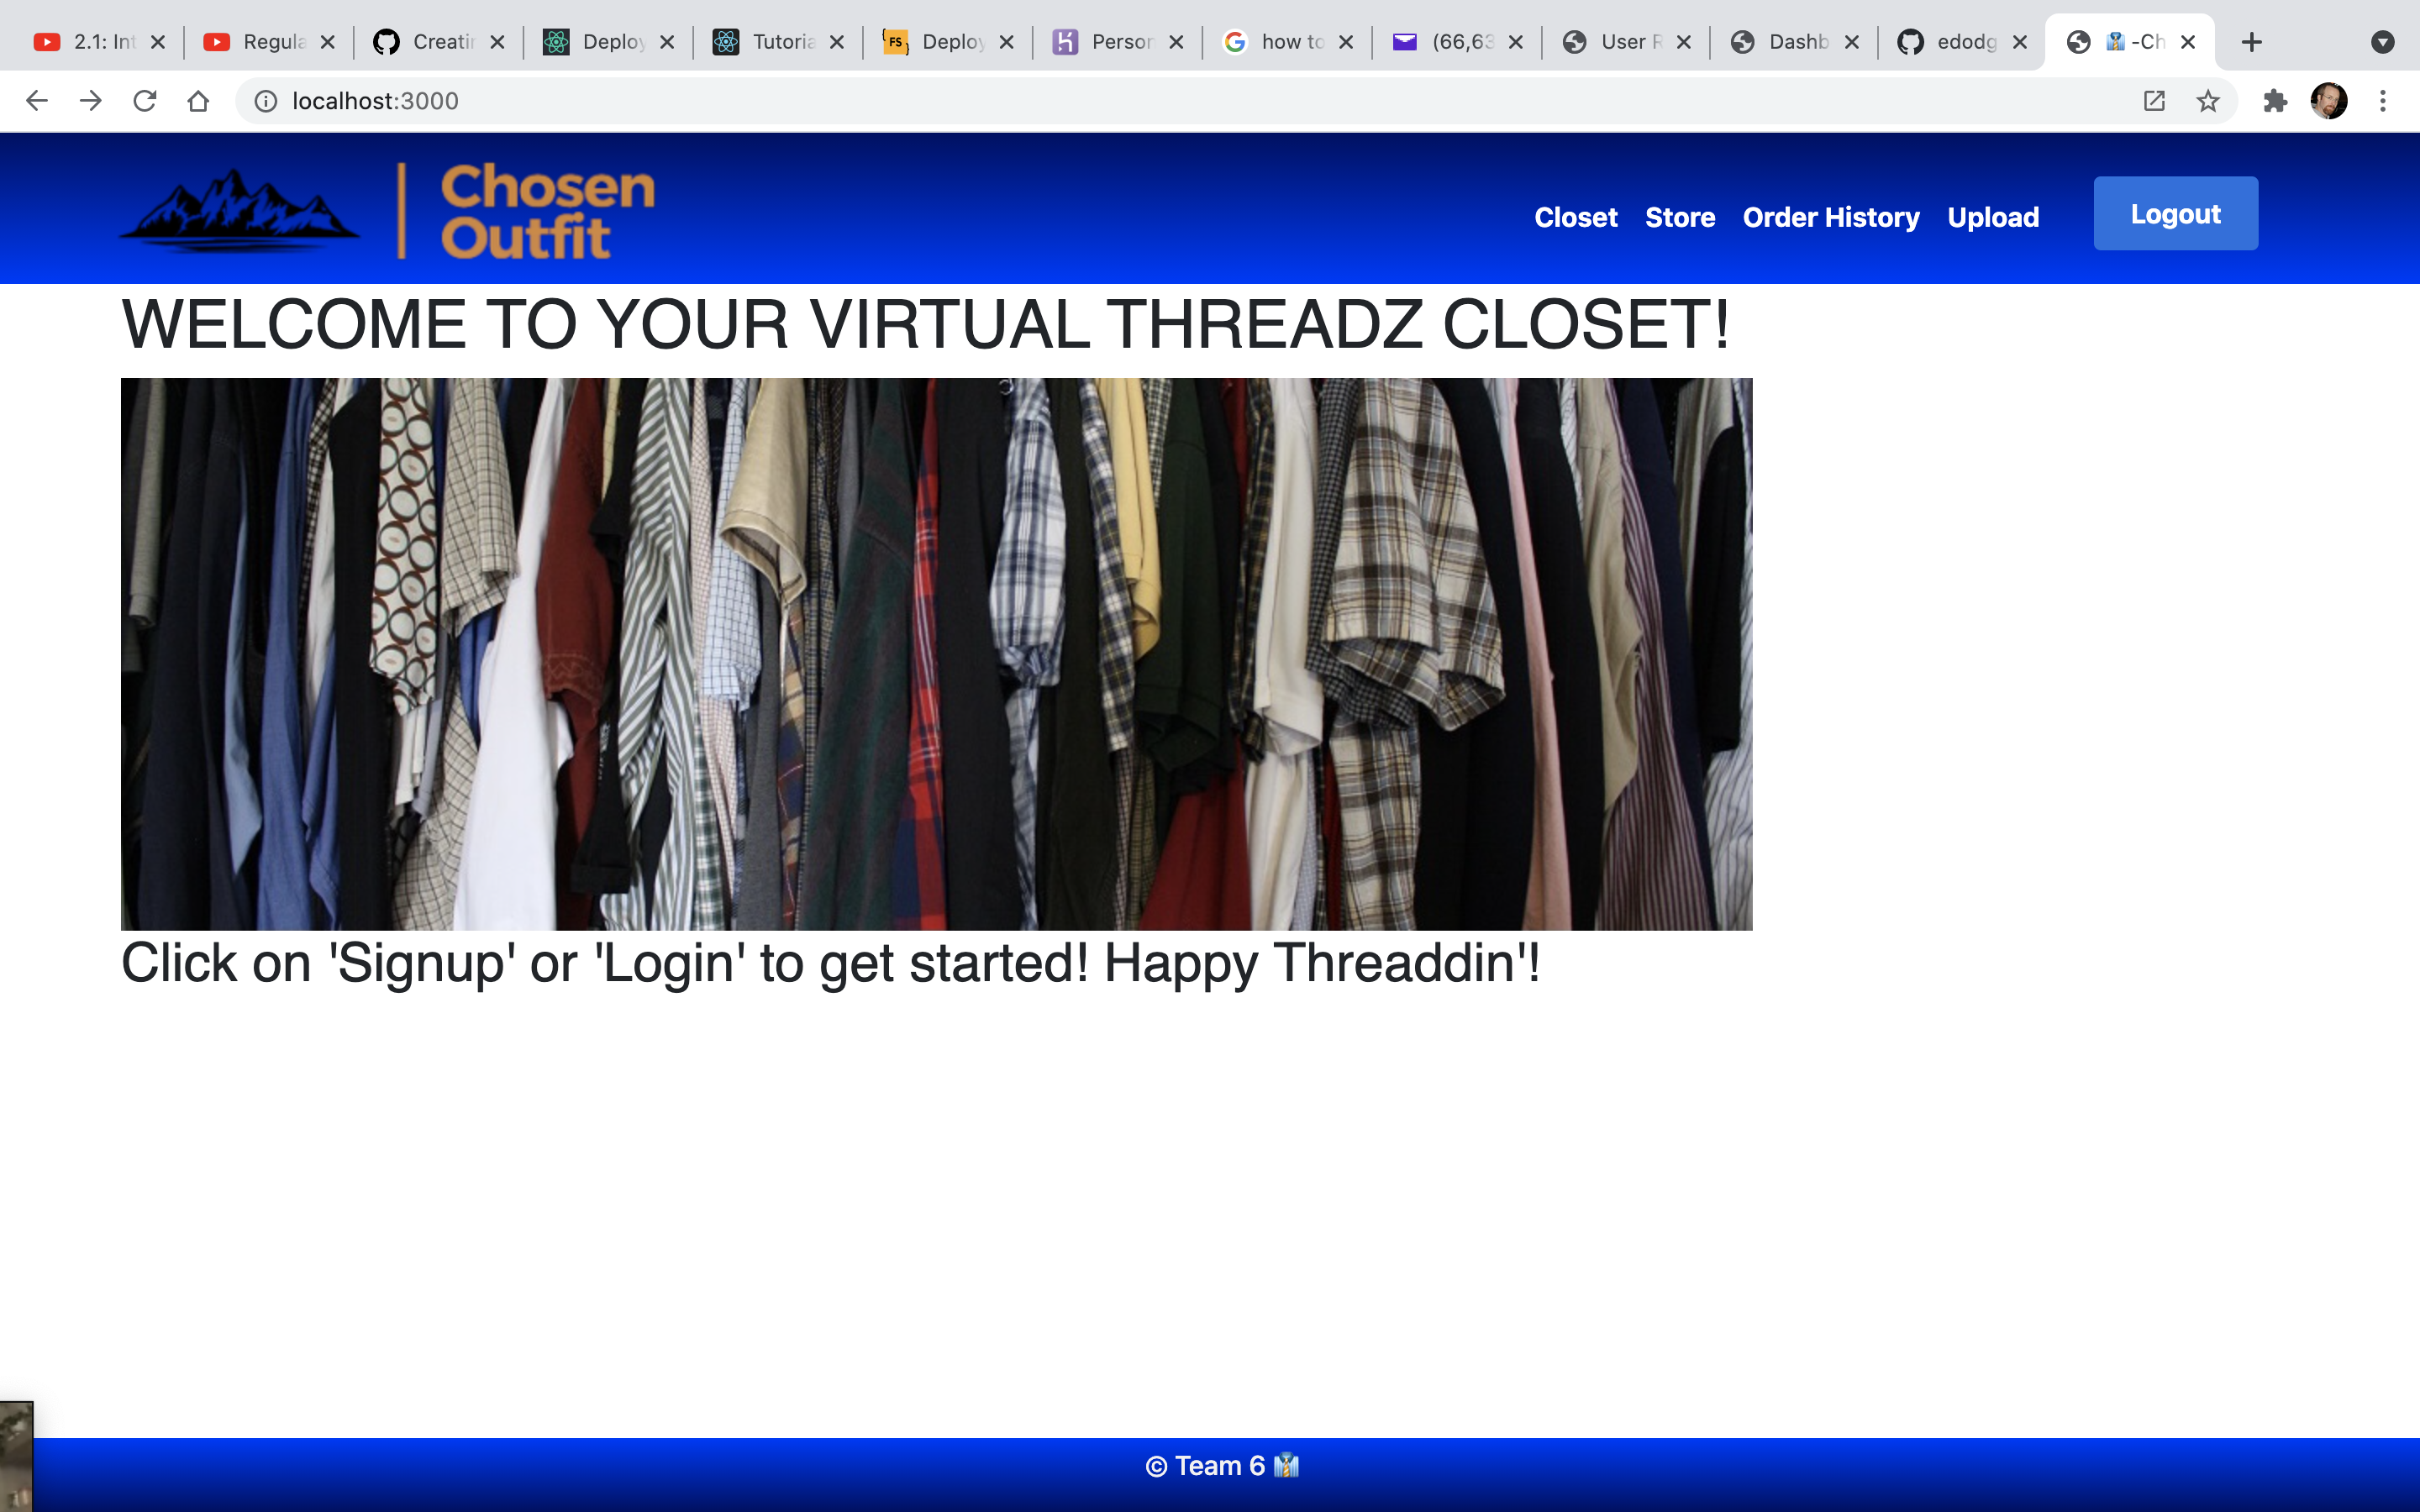 2.1: Int
Regula
Creatin
Deploy
Tutoria
FS
Deploy
Person
how to
(66,63
User R
Dashb
edodg
-Ch
localhost:3000
Chosen
Outfit
Closet Store Order History Upload Logout
WELCOME TO YOUR VIRTUAL THREADZ CLOSET!
Click on 'Signup' or 'Login' to get started! Happy Threaddin'!
© Team 6 👔